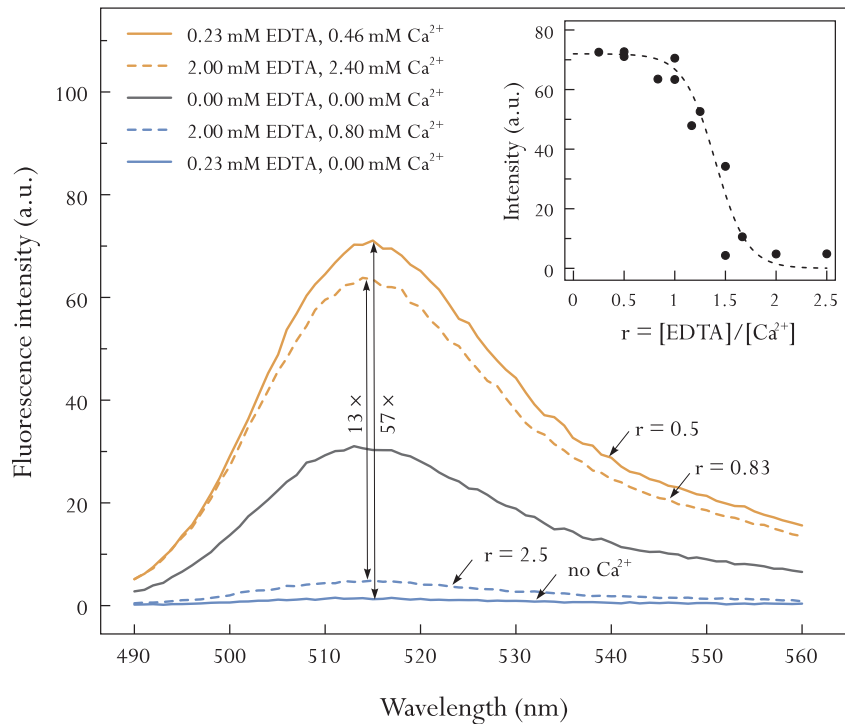 0.23 mM EDTA, 0.46 mM Ca²⁺
2.00 mM EDTA, 2.40 mM Ca²⁺
0.00 mM EDTA, 0.00 mM Ca²⁺
2.00 mM EDTA, 0.80 mM Ca²⁺
0.23 mM EDTA, 0.00 mM Ca²⁺
Fluorescence intensity (a.u.)
100
80
60
40
20
0
490
500
510
520
530
540
550
560
Wavelength (nm)
13 ×
57 ×
r = 0.5
r = 0.83
r = 2.5
no Ca²⁺
Intensity (a.u.)
80
60
40
20
0
0
0.5
1.0
1.5
2.0
2.5
r = [EDTA]/[Ca²⁺]